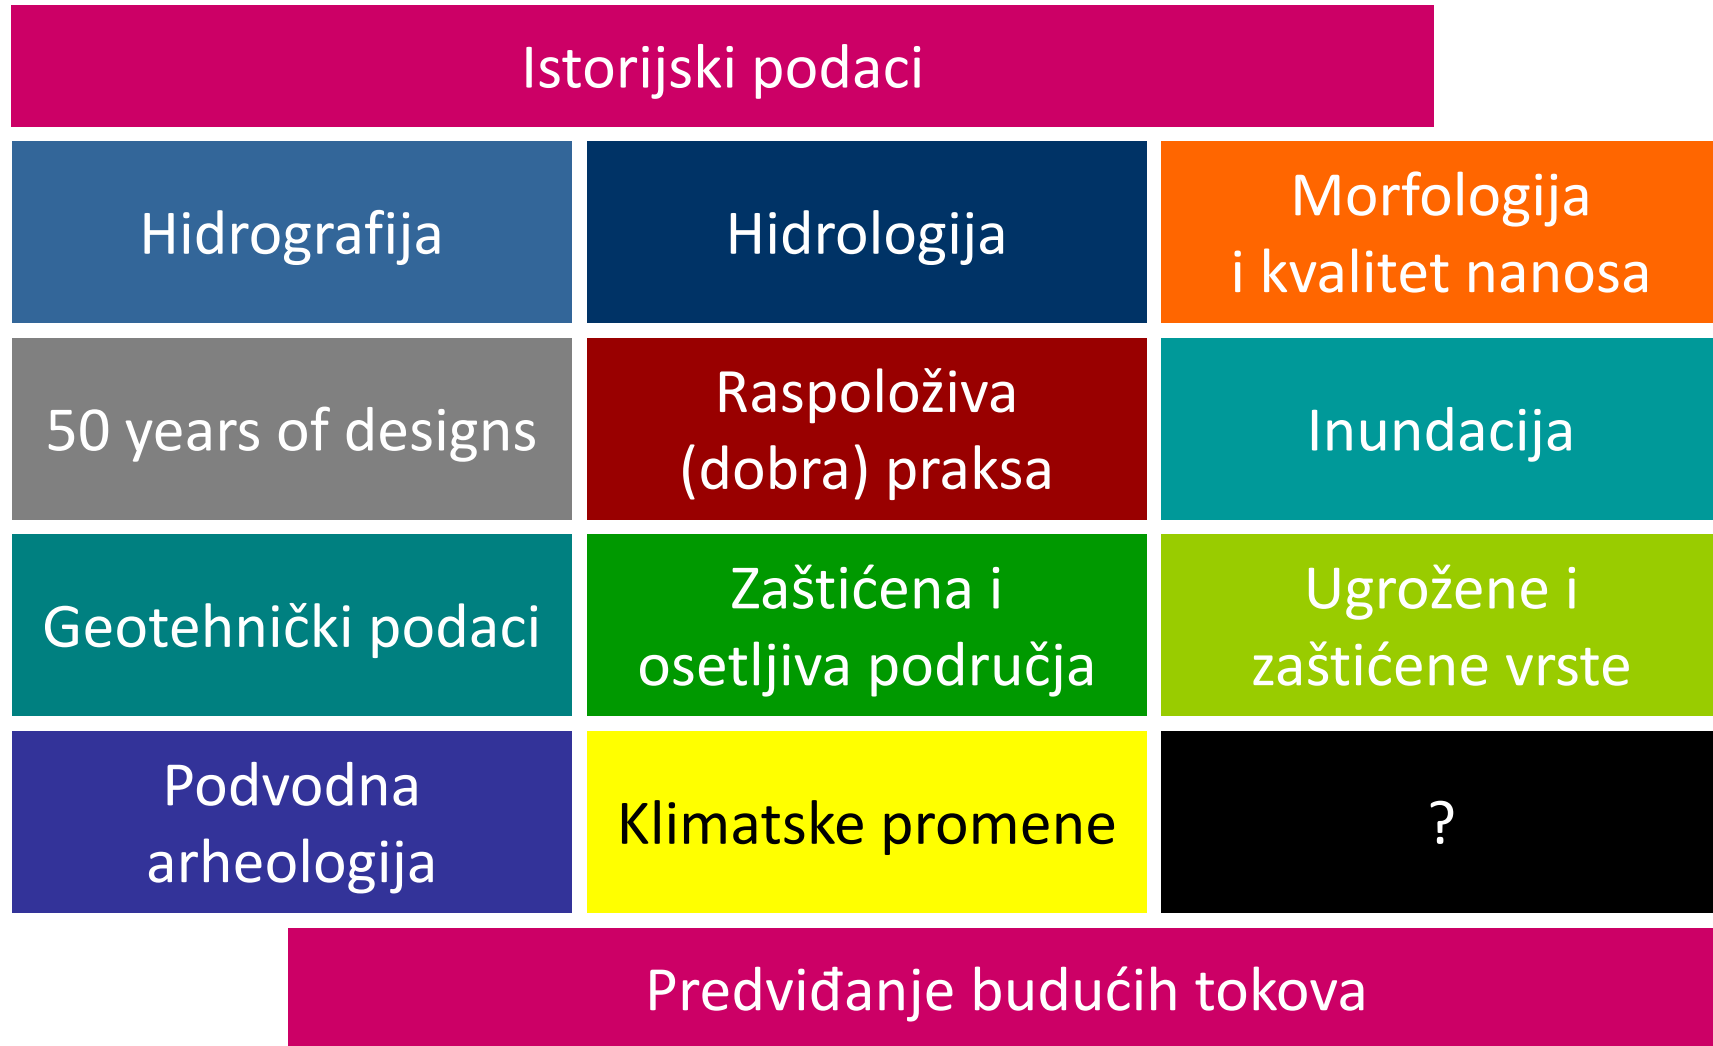 Istorijski podaci
Hidrografija
Hidrologija
Morfologija
i kvalitet nanosa
50 years of designs
Raspoloživa
(dobra) praksa
Inundacija
Geotehnički podaci
Zaštićena i
osetljiva područja
Ugrožene i
zaštićene vrste
Podvodna
arheologija
Klimatske promene
?
Predviđanje budućih tokova